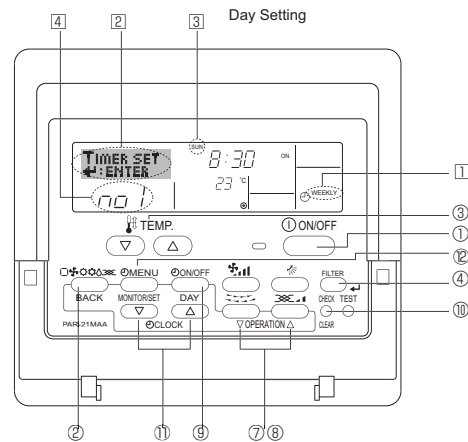 Day Setting
4 2 3
TIMER SET
↵:ENTER
SUN
8:30
ON
WEEKLY
1
no 1
23 °C
TEMP.
ON/OFF
③
①
⑫
MENU
ON/OFF
FILTER
④
BACK
MONITOR/SET
DAY
CHECK TEST
⑩
PAR-21MAA
CLOCK
▽ OPERATION △
CLEAR
② ⑪ ⑨ ⑦ ⑧